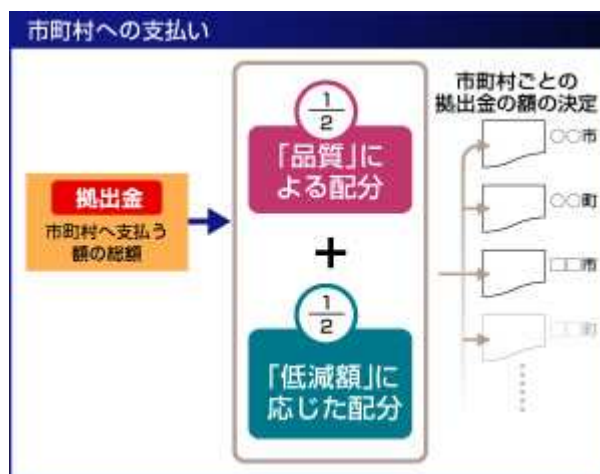 市町村への支払い
拠出金
市町村へ支払う
額の総額
1
2
「品質」に
よる配分
+
1
2
「低減額」に
応じた配分
市町村ごとの
拠出金の額の決定
○○市
○○町
□□市
□□町